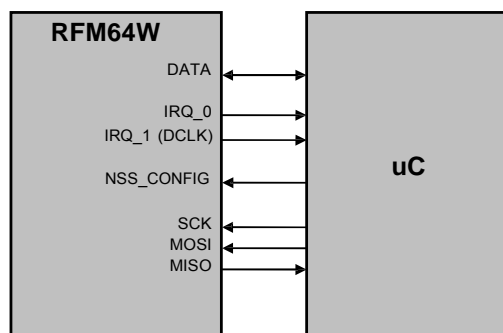 RFM64W
DATA
IRQ_0
IRQ_1 (DCLK)
NSS_CONFIG
SCK
MOSI
MISO
uC